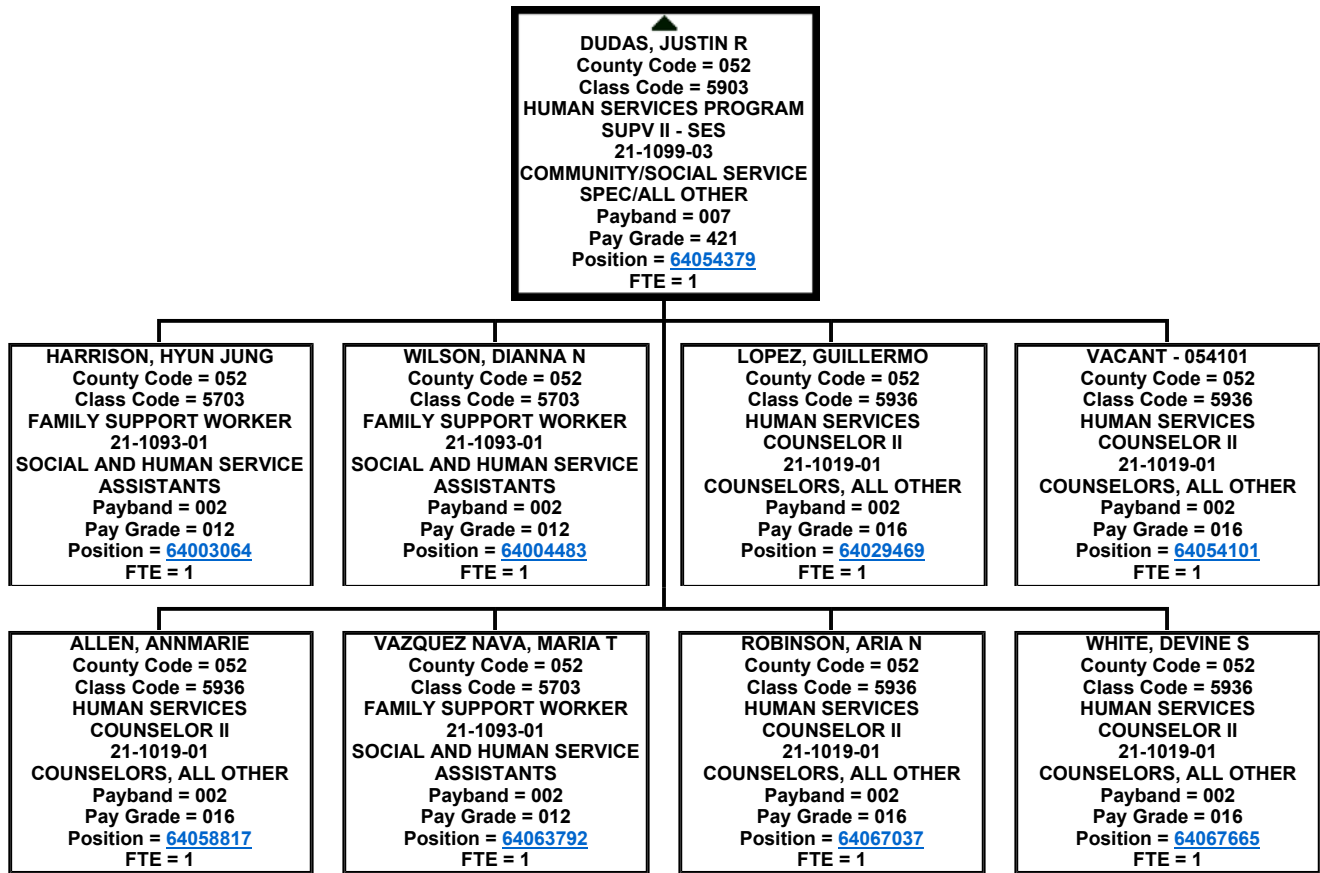 DUDAS, JUSTIN R
County Code = 052
Class Code = 5903
HUMAN SERVICES PROGRAM
SUPV II - SES
21-1099-03
COMMUNITY/SOCIAL SERVICE
SPEC/ALL OTHER
Payband = 007
Pay Grade = 421
Position = 64054379
FTE = 1
HARRISON, HYUN JUNG
County Code = 052
Class Code = 5703
FAMILY SUPPORT WORKER
21-1093-01
SOCIAL AND HUMAN SERVICE
ASSISTANTS
Payband = 002
Pay Grade = 012
Position = 64003064
FTE = 1
WILSON, DIANNA N
County Code = 052
Class Code = 5703
FAMILY SUPPORT WORKER
21-1093-01
SOCIAL AND HUMAN SERVICE
ASSISTANTS
Payband = 002
Pay Grade = 012
Position = 64004483
FTE = 1
LOPEZ, GUILLERMO
County Code = 052
Class Code = 5936
HUMAN SERVICES
COUNSELOR II
21-1019-01
COUNSELORS, ALL OTHER
Payband = 002
Pay Grade = 016
Position = 64029469
FTE = 1
VACANT - 054101
County Code = 052
Class Code = 5936
HUMAN SERVICES
COUNSELOR II
21-1019-01
COUNSELORS, ALL OTHER
Payband = 002
Pay Grade = 016
Position = 64054101
FTE = 1
ALLEN, ANNMARIE
County Code = 052
Class Code = 5936
HUMAN SERVICES
COUNSELOR II
21-1019-01
COUNSELORS, ALL OTHER
Payband = 002
Pay Grade = 016
Position = 64058817
FTE = 1
VAZQUEZ NAVA, MARIA T
County Code = 052
Class Code = 5703
FAMILY SUPPORT WORKER
21-1093-01
SOCIAL AND HUMAN SERVICE
ASSISTANTS
Payband = 002
Pay Grade = 012
Position = 64063792
FTE = 1
ROBINSON, ARIA N
County Code = 052
Class Code = 5936
HUMAN SERVICES
COUNSELOR II
21-1019-01
COUNSELORS, ALL OTHER
Payband = 002
Pay Grade = 016
Position = 64067037
FTE = 1
WHITE, DEVINE S
County Code = 052
Class Code = 5936
HUMAN SERVICES
COUNSELOR II
21-1019-01
COUNSELORS, ALL OTHER
Payband = 002
Pay Grade = 016
Position = 64067665
FTE = 1